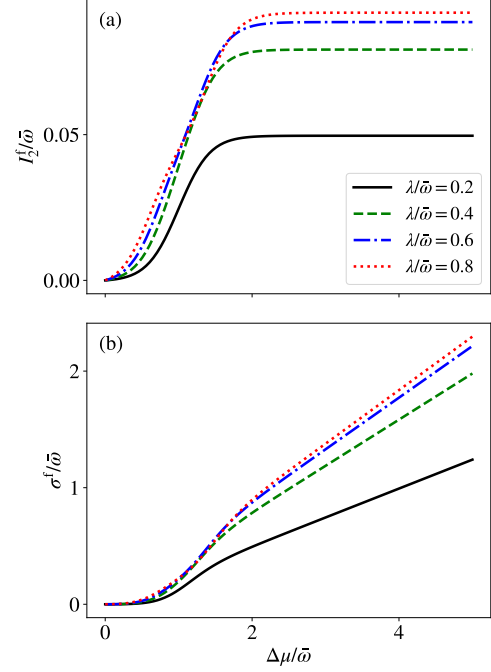 (a)
I₂ᶠ/ω̄
0.05
0.00
λ/ω̄ = 0.2
λ/ω̄ = 0.4
λ/ω̄ = 0.6
λ/ω̄ = 0.8
(b)
σᶠ/ω̄
2
1
0
0
2
4
Δμ/ω̄